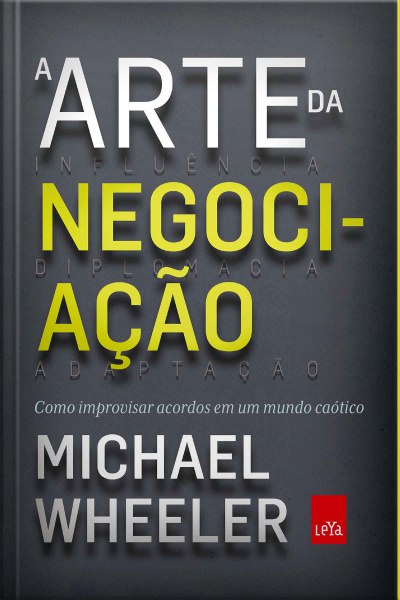 A ARTE DA
INFLUÊNCIA
NEGOCI-
DIPLOMACIA
AÇÃO
ADAPTAÇÃO
Como improvisar acordos em um mundo caótico
MICHAEL
WHEELER
LeYa